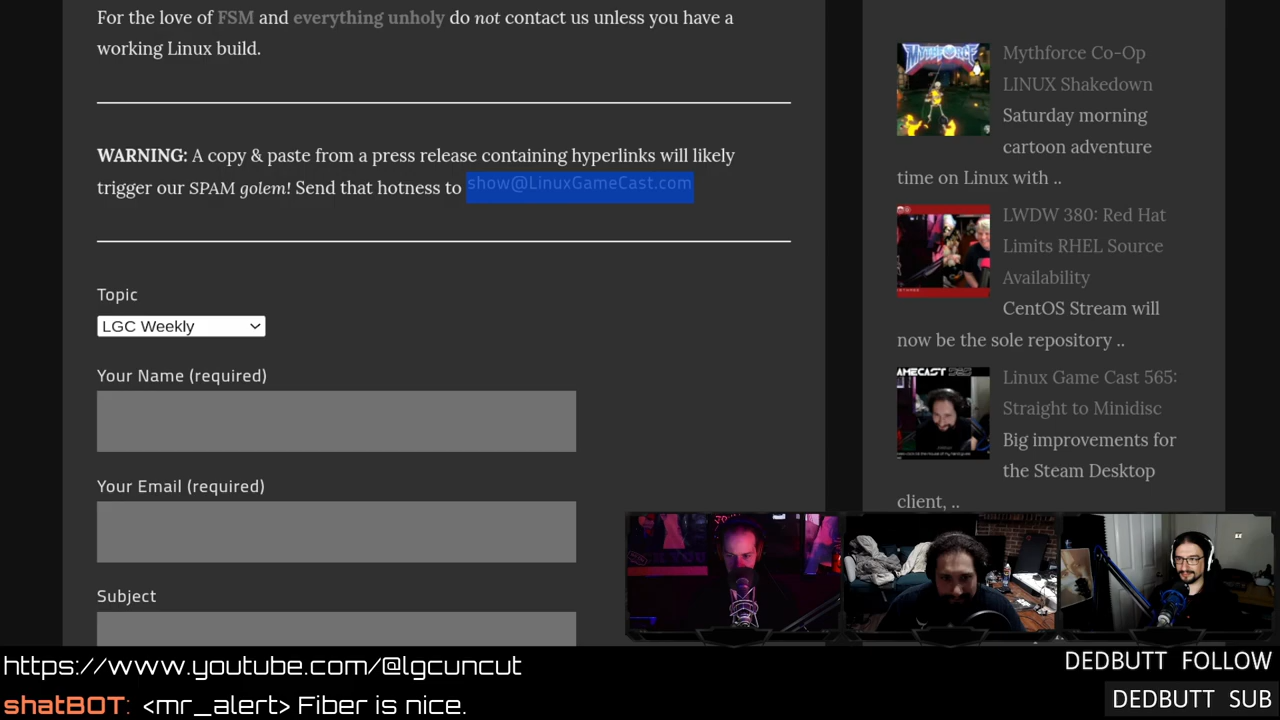 For the love of FSM and everything unholy do not contact us unless you have a
working Linux build.
WARNING: A copy & paste from a press release containing hyperlinks will likely
trigger our SPAM golem! Send that hotness to show@LinuxGameCast.com
Topic
LGC Weekly
Your Name (required)
Your Email (required)
Subject
MYTHFORCE
Mythforce Co-Op
LINUX Shakedown
Saturday morning
cartoon adventure
time on Linux with ..
LWDW 380: Red Hat
Limits RHEL Source
Availability
CentOS Stream will
now be the sole repository ..
Linux Game Cast 565:
Straight to Minidisc
Big improvements for
the Steam Desktop
client, ..
https://www.youtube.com/@lgcuncut
shatBOT: <mr_alert> Fiber is nice.
DEDBUTT FOLLOW
DEDBUTT SUB